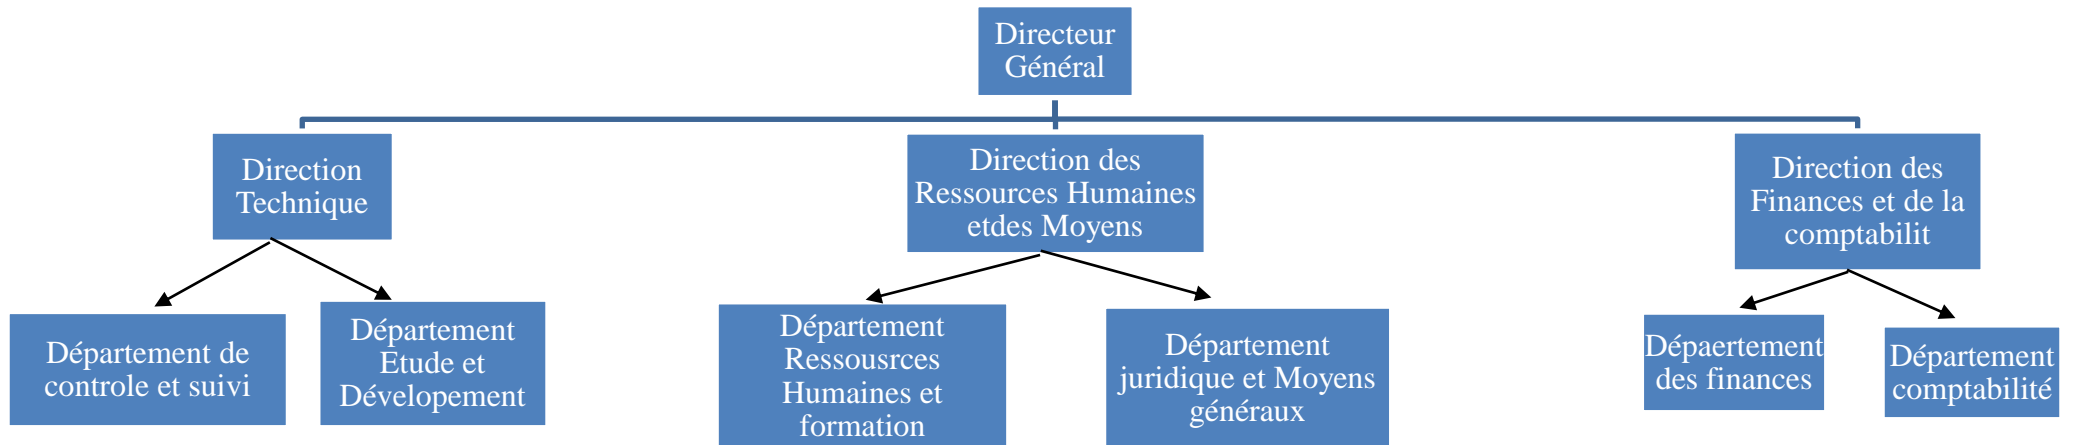 Directeur
Général
Direction
Technique
Direction des
Ressources Humaines
etdes Moyens
Direction des
Finances et de la
comptabilit
Département de
controle et suivi
Département
Etude et
Dévelopement
Département
Ressousrces
Humaines et
formation
Département
juridique et Moyens
généraux
Dépaertement
des finances
Département
comptabilité